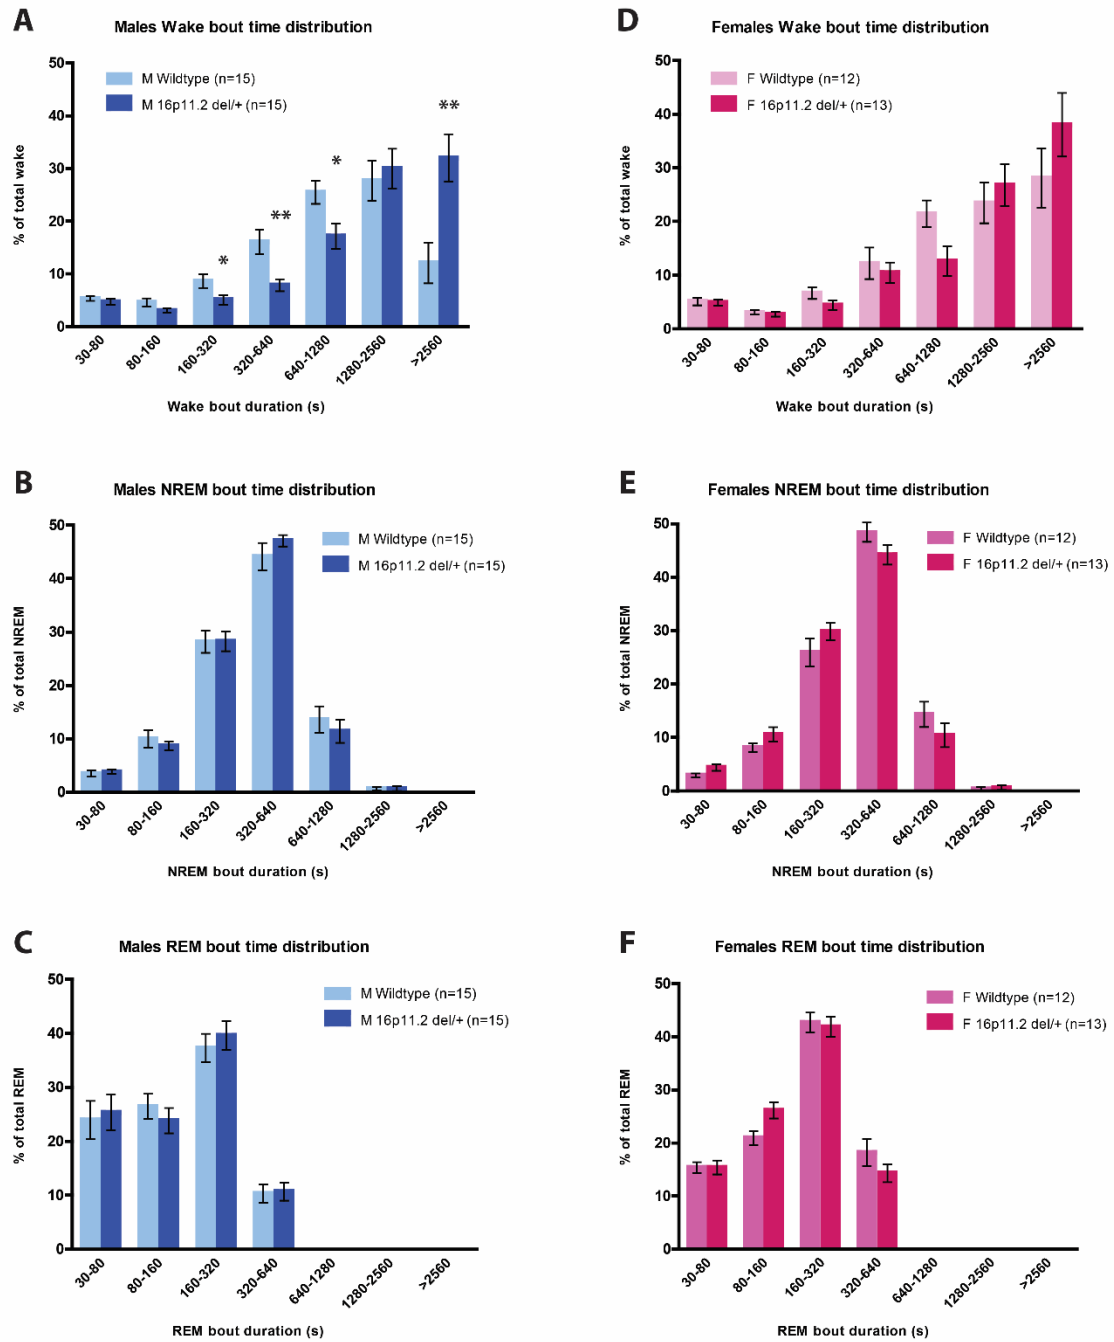 A
Males Wake bout time distribution
50
40
30
20
10
0
% of total wake
M Wildtype (n=15)
M 16p11.2 del/+ (n=15)
*
**
*
**
30-80
80-160
160-320
320-640
640-1280
1280-2560
>2560
Wake bout duration (s)
D
Females Wake bout time distribution
50
40
30
20
10
0
% of total wake
F Wildtype (n=12)
F 16p11.2 del/+ (n=13)
30-80
80-160
160-320
320-640
640-1280
1280-2560
>2560
Wake bout duration (s)
B
Males NREM bout time distribution
50
40
30
20
10
0
% of total NREM
M Wildtype (n=15)
M 16p11.2 del/+ (n=15)
30-80
80-160
160-320
320-640
640-1280
1280-2560
>2560
NREM bout duration (s)
E
Females NREM bout time distribution
50
40
30
20
10
0
% of total NREM
F Wildtype (n=12)
F 16p11.2 del/+ (n=13)
30-80
80-160
160-320
320-640
640-1280
1280-2560
>2560
NREM bout duration (s)
C
Males REM bout time distribution
50
40
30
20
10
0
% of total REM
M Wildtype (n=15)
M 16p11.2 del/+ (n=15)
30-80
80-160
160-320
320-640
640-1280
1280-2560
>2560
REM bout duration (s)
F
Females REM bout time distribution
50
40
30
20
10
0
% of total REM
F Wildtype (n=12)
F 16p11.2 del/+ (n=13)
30-80
80-160
160-320
320-640
640-1280
1280-2560
>2560
REM bout duration (s)